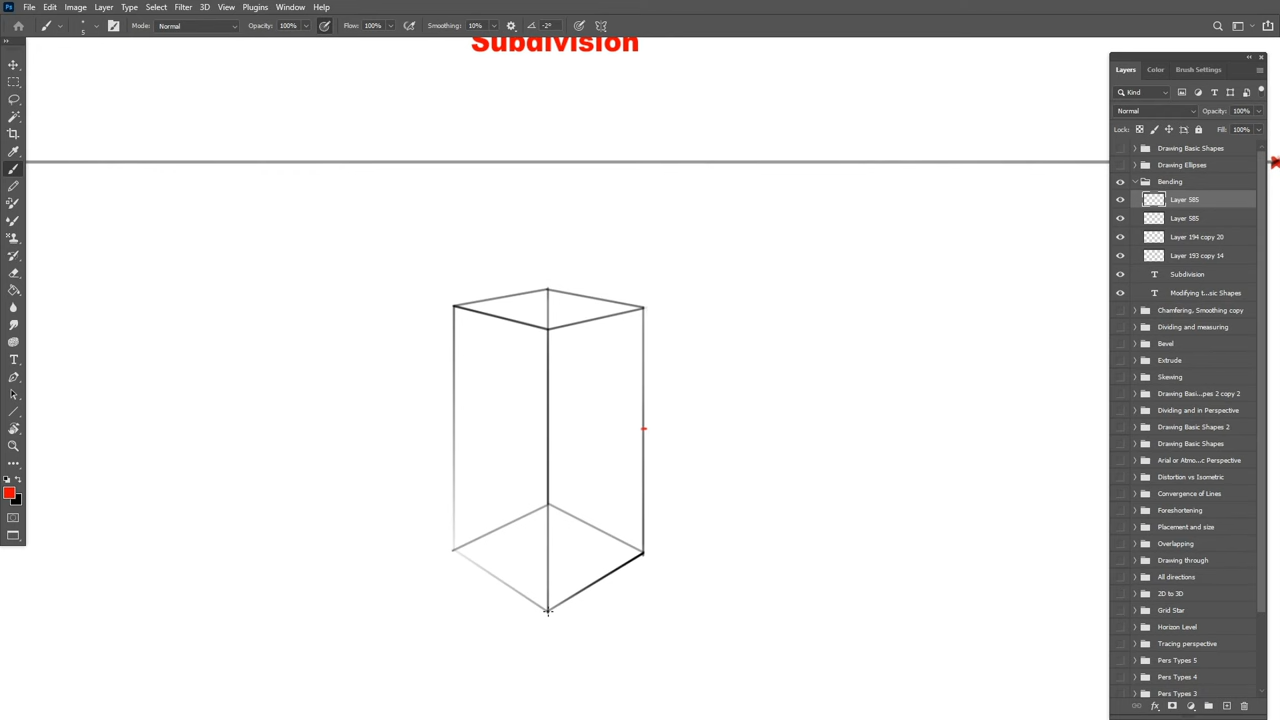 Ps File Edit Image Layer Type Select Filter 3D View Plugins Window Help
5 Mode: Normal Opacity: 100% Flow: 100% Smoothing: 10% -2°
Subdivision
Layers Color Brush Settings
Kind
Normal Opacity: 100%
Lock: Fill: 100%
Drawing Basic Shapes
Drawing Ellipses
Bending
Layer 585
Layer 585
Layer 194 copy 20
Layer 193 copy 14
T Subdivision
T Modifying t...sic Shapes
Chamfering, Smoothing copy
Dividing and measuring
Bevel
Extrude
Skewing
Drawing Basi...pes 2 copy 2
Dividing and in Perspective
Drawing Basic Shapes 2
Drawing Basic Shapes
Arial or Atmo...c Perspective
Distortion vs Isometric
Convergence of Lines
Foreshortening
Placement and size
Overlapping
Drawing through
All directions
2D to 3D
Grid Star
Horizon Level
Tracing perspective
Pers Types 5
Pers Types 4
Pers Types 3
fx